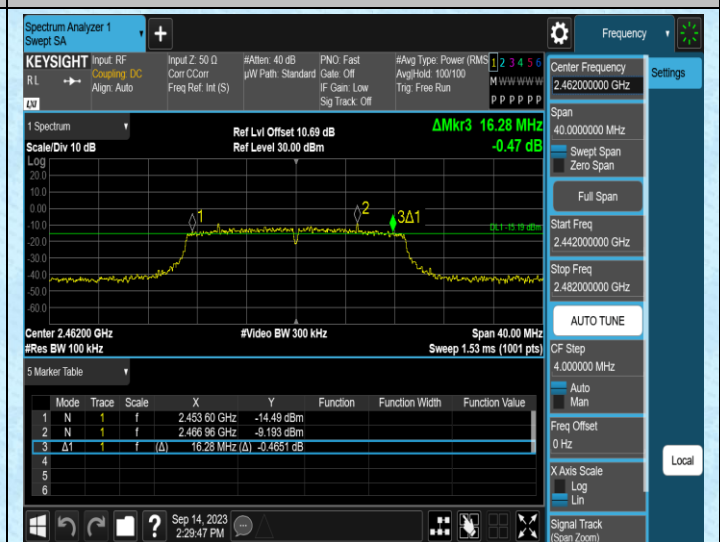 Spectrum Analyzer 1
Swept SA
+
Frequency
KEYSIGHT
RL
LXI
Input: RF
Coupling: DC
Align: Auto
Input Z: 50 Ω
Corr CCorr
Freq Ref: Int (S)
#Atten: 40 dB
µW Path: Standard
PNO: Fast
Gate: Off
IF Gain: Low
Sig Track: Off
#Avg Type: Power (RMS
Avg|Hold: 100/100
Trig: Free Run
1 2 3 4 5 6
M W W W W W
P P P P P P
1 Spectrum
Scale/Div 10 dB
Ref Lvl Offset 10.69 dB
Ref Level 30.00 dBm
ΔMkr3 16.28 MHz
-0.47 dB
Log
20.0
10.0
0.00
-10.0
-20.0
-30.0
-40.0
-50.0
-60.0
1
2
3Δ1
DL1 -15.19 dBm
Center 2.46200 GHz
#Video BW 300 kHz
Span 40.00 MHz
#Res BW 100 kHz
Sweep 1.53 ms (1001 pts)
5 Marker Table
Mode Trace Scale X Y Function Function Width Function Value
1 N 1 f 2.453 60 GHz -14.49 dBm
2 N 1 f 2.466 96 GHz -9.193 dBm
3 Δ1 1 f (Δ) 16.28 MHz (Δ) -0.4651 dB
4
5
6
Sep 14, 2023
2:29:47 PM
?
Center Frequency
2.462000000 GHz
Settings
Span
40.0000000 MHz
Swept Span
Zero Span
Full Span
Start Freq
2.442000000 GHz
Stop Freq
2.482000000 GHz
AUTO TUNE
CF Step
4.000000 MHz
Auto
Man
Freq Offset
0 Hz
X Axis Scale
Log
Lin
Local
Signal Track
(Span Zoom)